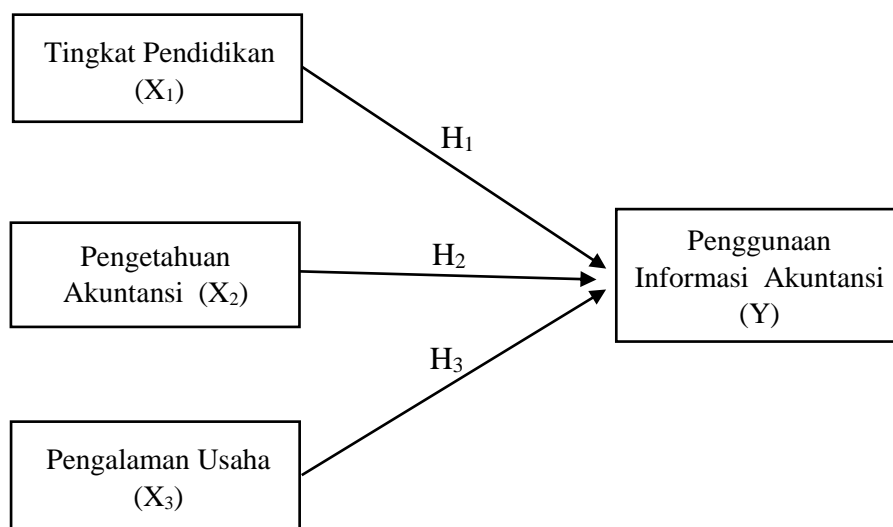 Tingkat Pendidikan
(X₁)
H₁
Pengetahuan
Akuntansi (X₂)
H₂
Penggunaan
Informasi Akuntansi
(Y)
H₃
Pengalaman Usaha
(X₃)